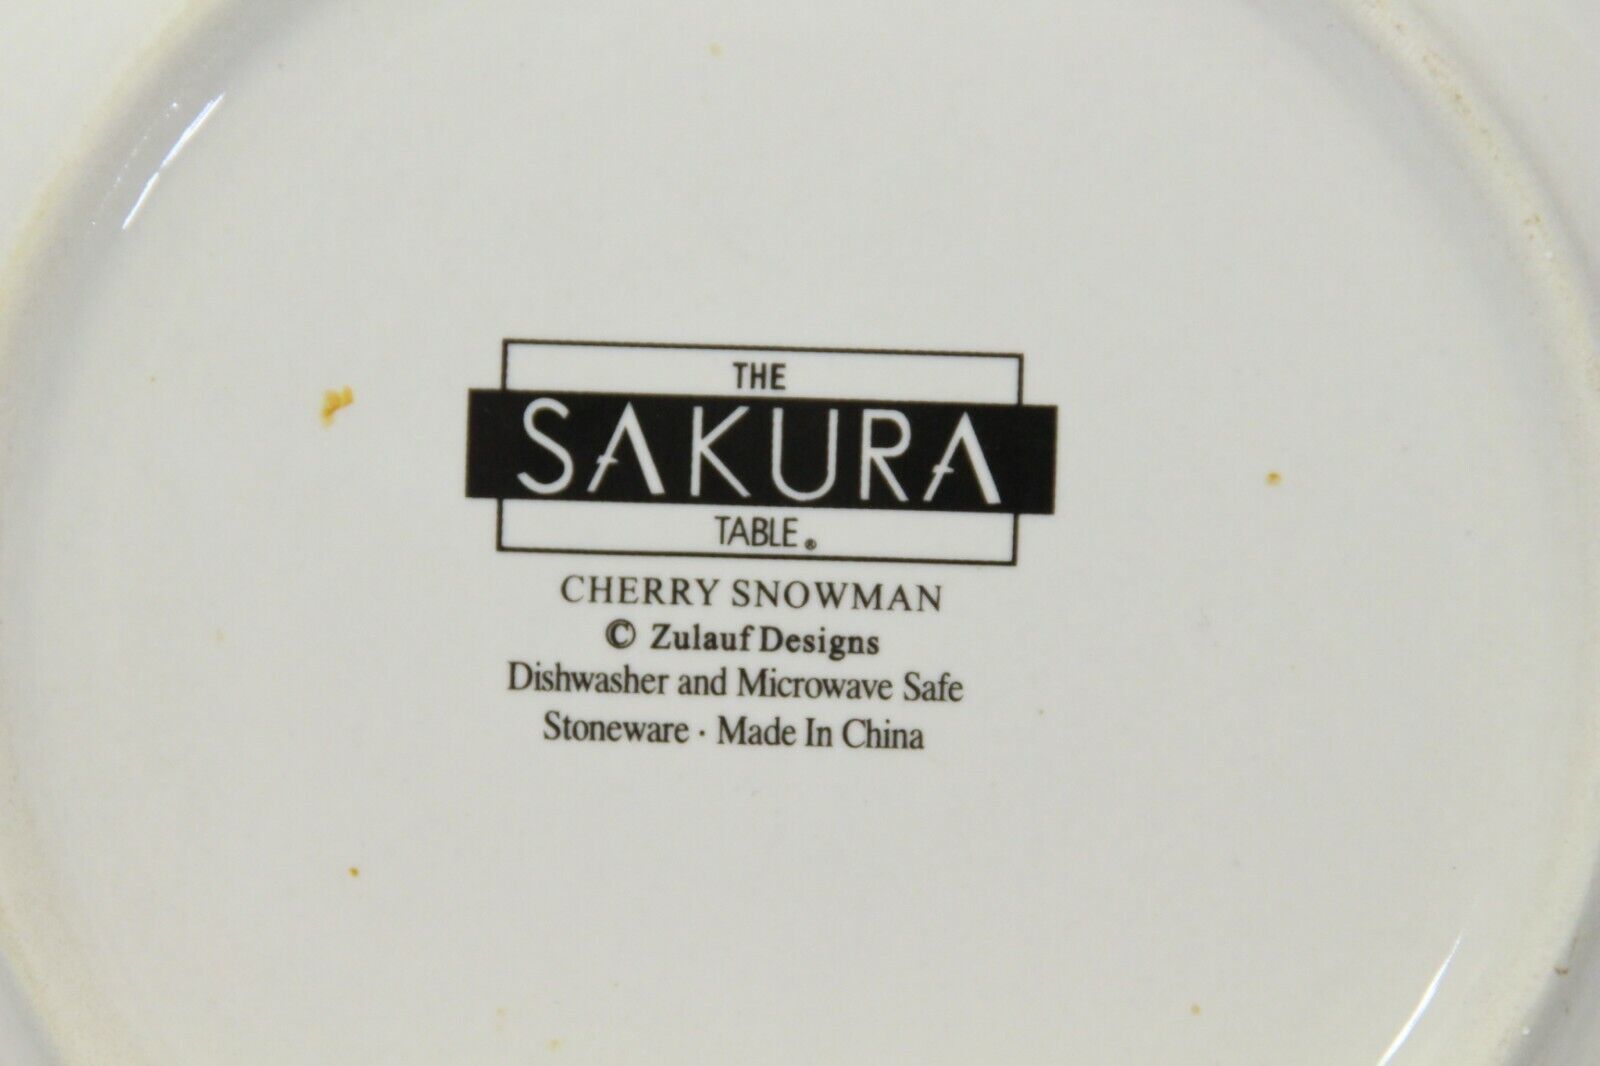 THE
SAKURA
TABLE®
CHERRY SNOWMAN
© Zulauf Designs
Dishwasher and Microwave Safe
Stoneware · Made In China